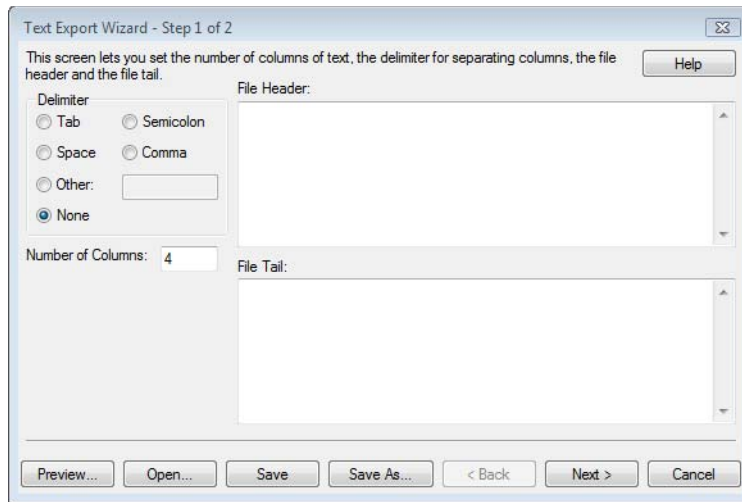 Text Export Wizard - Step 1 of 2
This screen lets you set the number of columns of text, the delimiter for separating columns, the file
header and the file tail.
Help
Delimiter
Tab
Semicolon
Space
Comma
Other:
None
Number of Columns: 4
File Header:
File Tail:
Preview... Open... Save Save As... < Back Next > Cancel